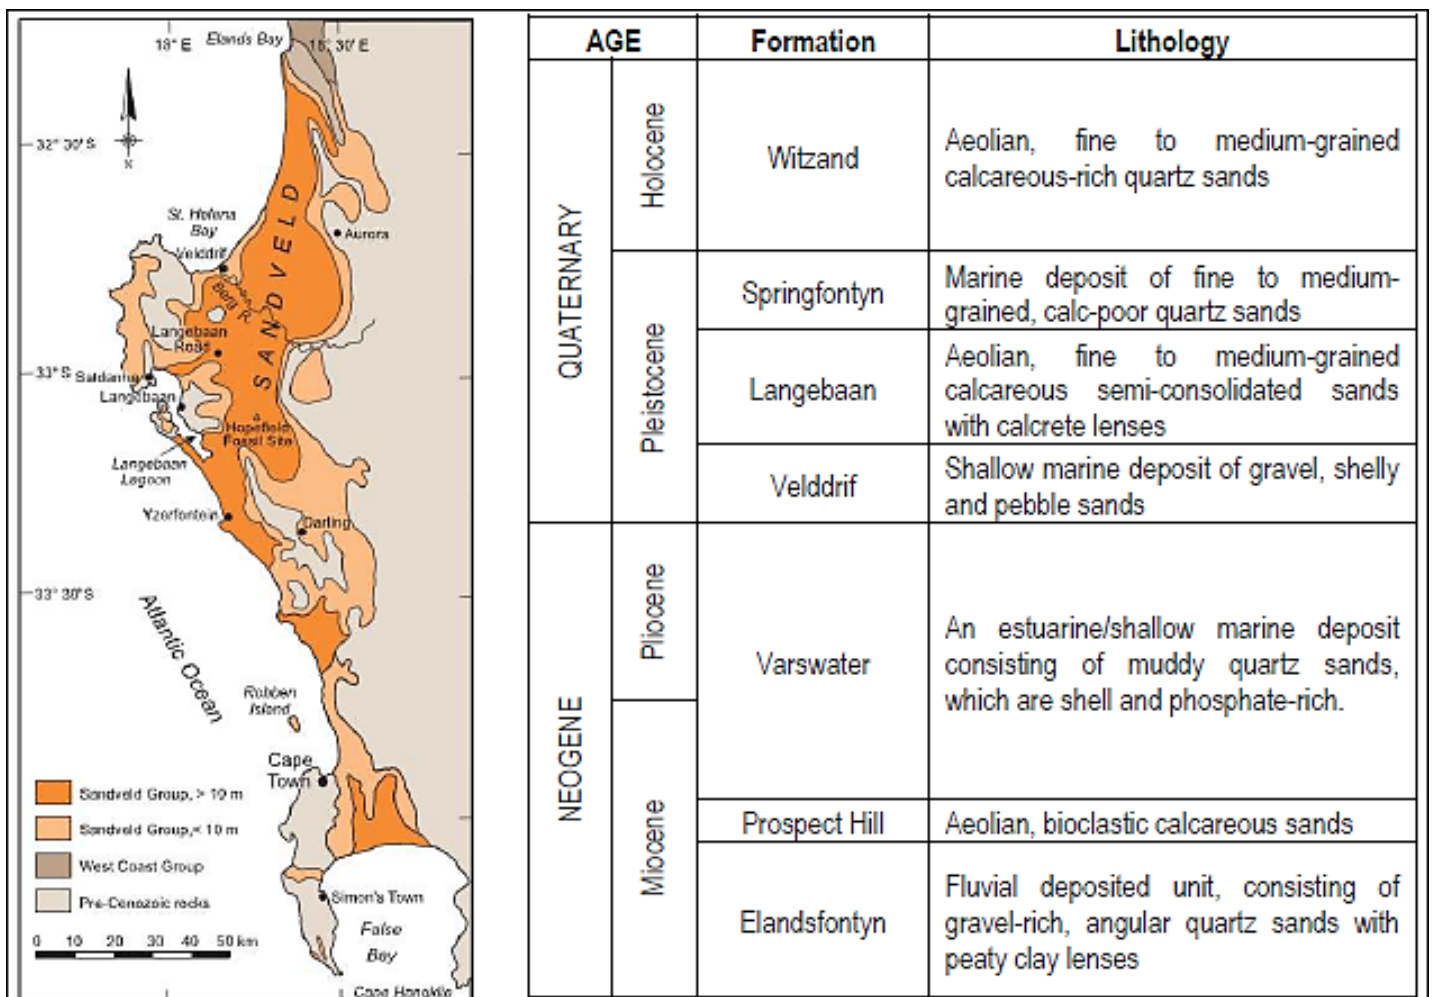 18° E
Elands Bay
18° 30' E
32° 30' S
St. Helena
Bay
Velddrif
Aurora
Berg R.
SANDVELD
Langebaan
Road
33° S
Saldanha
Langebaan
Hopefield
Fossil Site
Langebaan
Lagoon
Yzerfontein
Darling
33° 30' S
Atlantic Ocean
Robben
Island
Cape
Town
Sandveld Group, > 10 m
Sandveld Group, < 10 m
West Coast Group
Pre-Cenozoic rocks
0 10 20 30 40 50 km
Simon's Town
False
Bay
Cape Hangklip
AGE Formation Lithology
QUATERNARY
Holocene
Witzand
Aeolian, fine to medium-grained
calcareous-rich quartz sands
Pleistocene
Springfontyn
Marine deposit of fine to medium-
grained, calc-poor quartz sands
Langebaan
Aeolian, fine to medium-grained
calcareous semi-consolidated sands
with calcrete lenses
Velddrif
Shallow marine deposit of gravel, shelly
and pebble sands
NEOGENE
Pliocene
Varswater
An estuarine/shallow marine deposit
consisting of muddy quartz sands,
which are shell and phosphate-rich.
Miocene
Prospect Hill
Aeolian, bioclastic calcareous sands
Elandsfontyn
Fluvial deposited unit, consisting of
gravel-rich, angular quartz sands with
peaty clay lenses